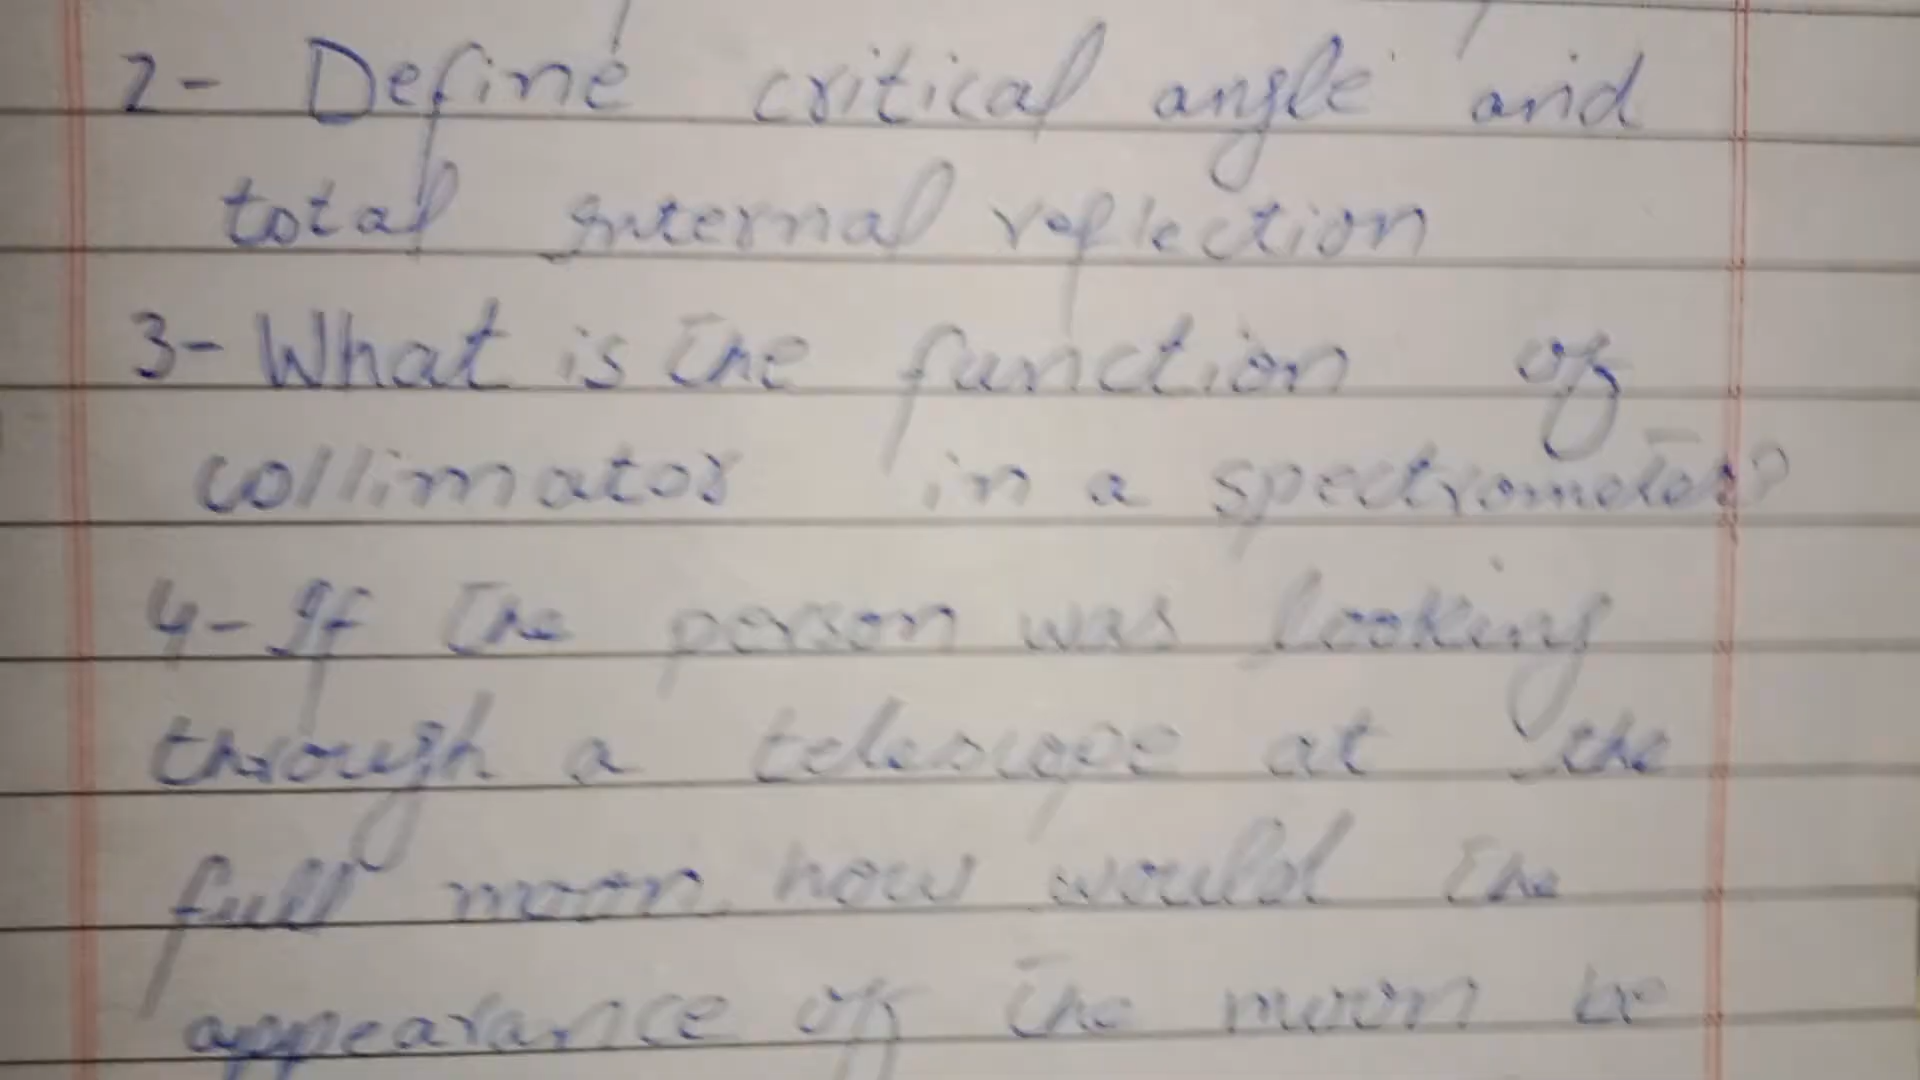 2- Define critical angle and
total internal reflection
3- What is the function of
collimator in a spectrometer?
4- If the person was looking
through a telescope at the
full moon, how would the
appearance of the moon be